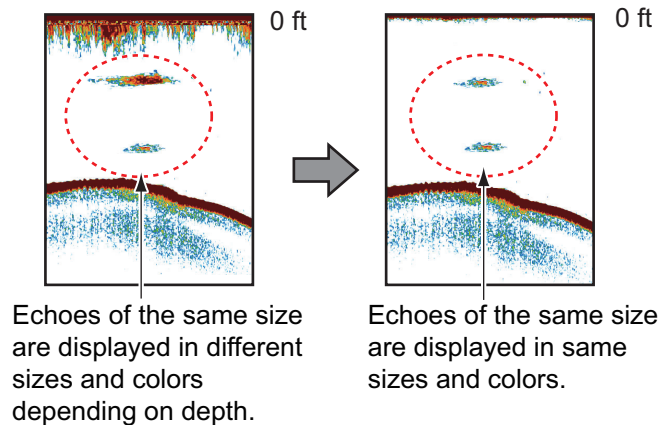 0 ft
0 ft
Echoes of the same size
are displayed in different
sizes and colors
depending on depth.
Echoes of the same size
are displayed in same
sizes and colors.